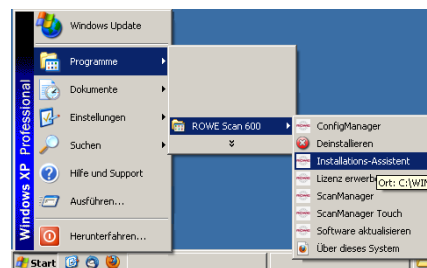 Windows Update
Programme
Dokumente
Einstellungen
Suchen
Hilfe und Support
Ausführen...
Herunterfahren...
Windows XP Professional
ROWE Scan 600
ConfigManager
Deinstallieren
Installations-Assistent
Lizenz erwerbe
Ort: C:\WIN
ScanManager
ScanManager Touch
Software aktualisieren
Über dieses System
Start